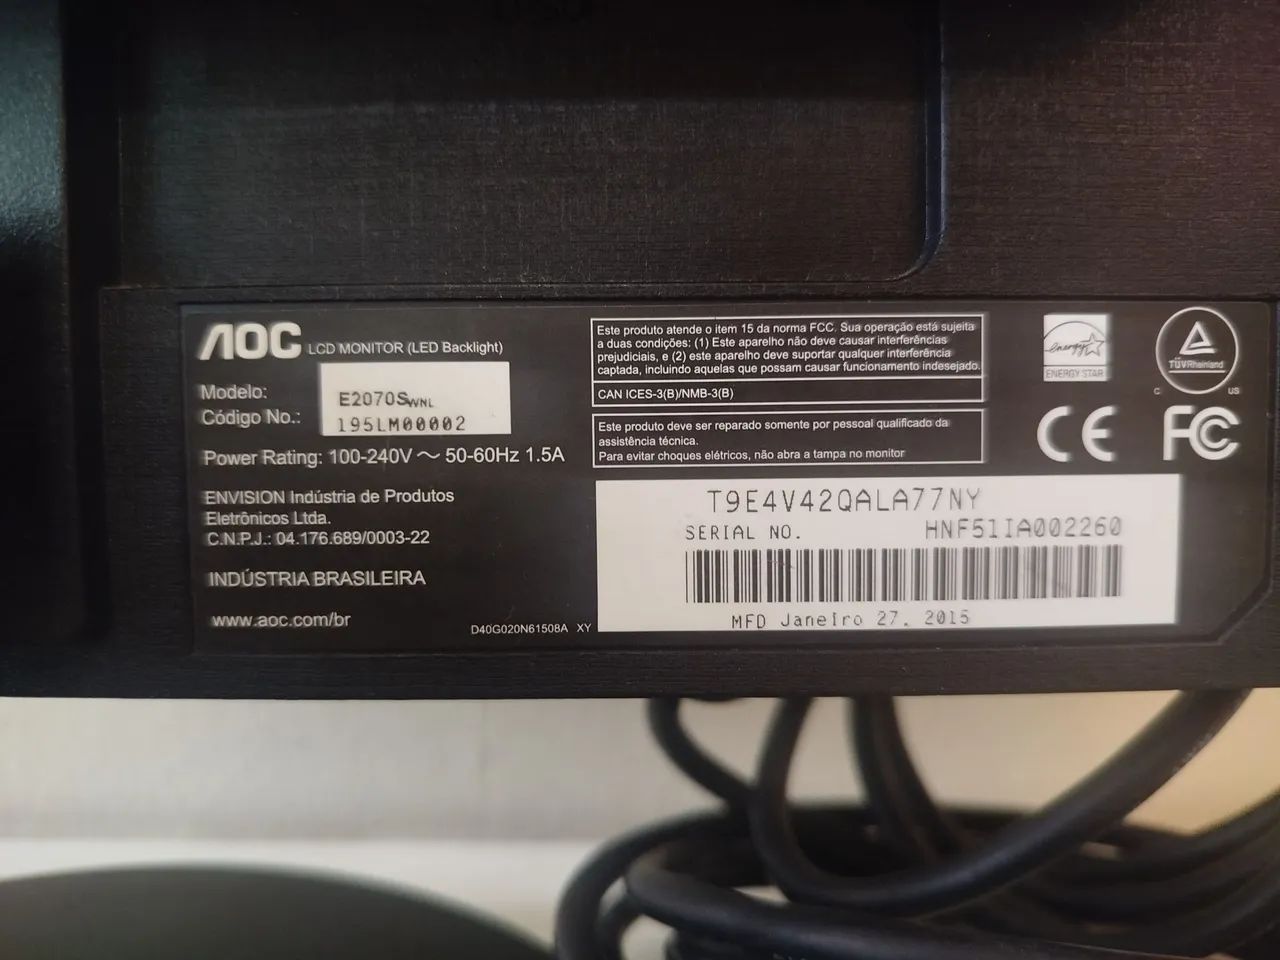 AOC LCD MONITOR (LED Backlight)
Modelo: E2070SWNL
Código No.: 195LM00002
Power Rating: 100-240V ～ 50-60Hz 1.5A
ENVISION Indústria de Produtos
Eletrônicos Ltda.
C.N.P.J.: 04.176.689/0003-22
INDÚSTRIA BRASILEIRA
www.aoc.com/br
D40G020N61508A XY
Este produto atende o item 15 da norma FCC. Sua operação está sujeita
a duas condições: (1) Este aparelho não deve causar interferências
prejudiciais, e (2) este aparelho deve suportar qualquer interferência
captada, incluindo aquelas que possam causar funcionamento indesejado.
CAN ICES-3(B)/NMB-3(B)
Este produto deve ser reparado somente por pessoal qualificado da
assistência técnica.
Para evitar choques elétricos, não abra a tampa no monitor
energy
ENERGY STAR
TÜVRheinland
C US
CE FC
T9E4V42QALA77NY
SERIAL NO. HNF51IA002260
MFD Janeiro 27. 2015